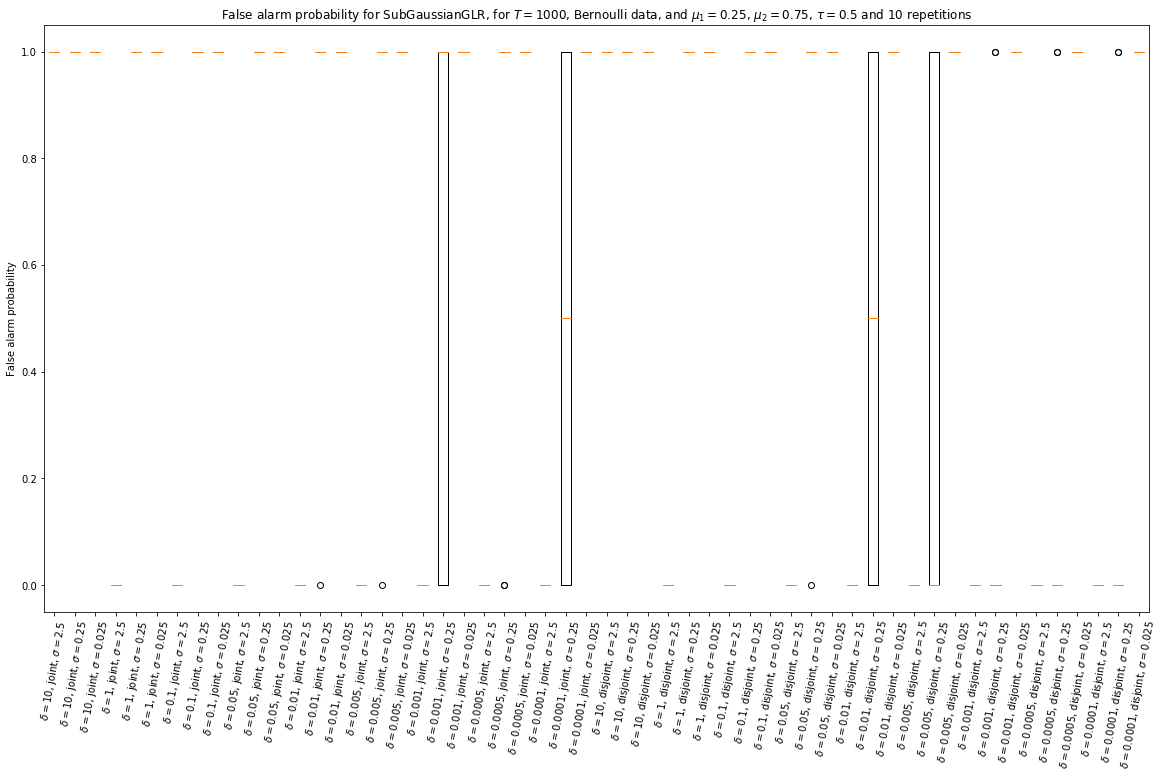 False alarm probability for SubGaussianGLR, for $T = 1000$, Bernoulli data, and $\mu_1 = 0.25$, $\mu_2 = 0.75$, $\tau = 0.5$ and 10 repetitions
False alarm probability
1.0
0.8
0.6
0.4
0.2
0.0
δ = 10, joint, σ = 2.5
δ = 10, joint, σ = 0.25
δ = 10, joint, σ = 0.025
δ = 1, joint, σ = 2.5
δ = 1, joint, σ = 0.25
δ = 1, joint, σ = 0.025
δ = 0.1, joint, σ = 2.5
δ = 0.1, joint, σ = 0.25
δ = 0.1, joint, σ = 0.025
δ = 0.05, joint, σ = 2.5
δ = 0.05, joint, σ = 0.25
δ = 0.05, joint, σ = 0.025
δ = 0.01, joint, σ = 2.5
δ = 0.01, joint, σ = 0.25
δ = 0.01, joint, σ = 0.025
δ = 0.005, joint, σ = 2.5
δ = 0.005, joint, σ = 0.25
δ = 0.005, joint, σ = 0.025
δ = 0.001, joint, σ = 2.5
δ = 0.001, joint, σ = 0.25
δ = 0.001, joint, σ = 0.025
δ = 0.0005, joint, σ = 2.5
δ = 0.0005, joint, σ = 0.25
δ = 0.0005, joint, σ = 0.025
δ = 0.0001, joint, σ = 2.5
δ = 0.0001, joint, σ = 0.25
δ = 0.0001, joint, σ = 0.025
δ = 10, disjoint, σ = 2.5
δ = 10, disjoint, σ = 0.25
δ = 10, disjoint, σ = 0.025
δ = 1, disjoint, σ = 2.5
δ = 1, disjoint, σ = 0.25
δ = 1, disjoint, σ = 0.025
δ = 0.1, disjoint, σ = 2.5
δ = 0.1, disjoint, σ = 0.25
δ = 0.1, disjoint, σ = 0.025
δ = 0.05, disjoint, σ = 2.5
δ = 0.05, disjoint, σ = 0.25
δ = 0.05, disjoint, σ = 0.025
δ = 0.01, disjoint, σ = 2.5
δ = 0.01, disjoint, σ = 0.25
δ = 0.01, disjoint, σ = 0.025
δ = 0.005, disjoint, σ = 2.5
δ = 0.005, disjoint, σ = 0.25
δ = 0.005, disjoint, σ = 0.025
δ = 0.001, disjoint, σ = 2.5
δ = 0.001, disjoint, σ = 0.25
δ = 0.001, disjoint, σ = 0.025
δ = 0.0005, disjoint, σ = 2.5
δ = 0.0005, disjoint, σ = 0.25
δ = 0.0005, disjoint, σ = 0.025
δ = 0.0001, disjoint, σ = 2.5
δ = 0.0001, disjoint, σ = 0.25
δ = 0.0001, disjoint, σ = 0.025